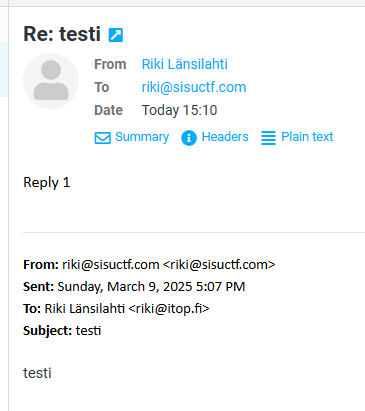 Re: testi
From Riki Länsilahti
To riki@sisuctf.com
Date Today 15:10
Summary Headers Plain text
Reply 1
From: riki@sisuctf.com <riki@sisuctf.com>
Sent: Sunday, March 9, 2025 5:07 PM
To: Riki Länsilahti <riki@itop.fi>
Subject: testi
testi